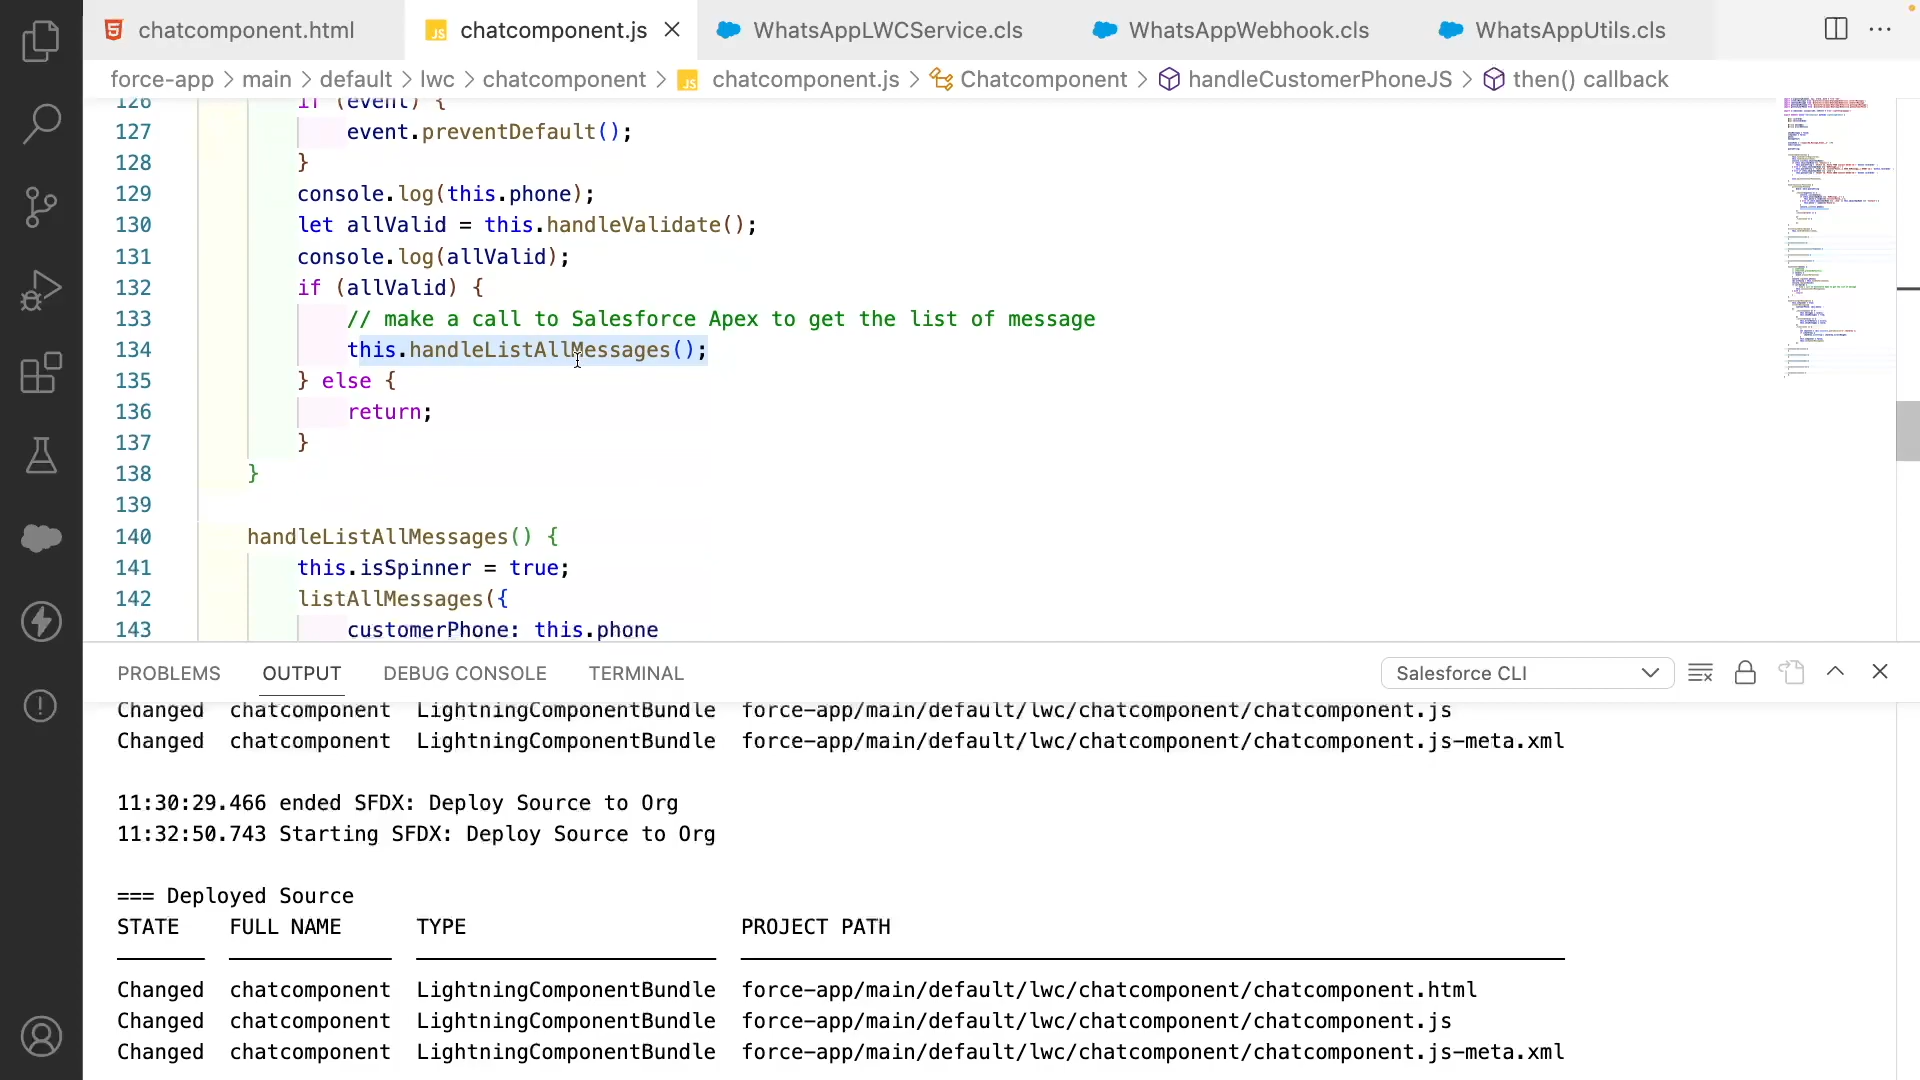 chatcomponent.html
chatcomponent.js
WhatsAppLWCService.cls
WhatsAppWebhook.cls
WhatsAppUtils.cls
force-app > main > default > lwc > chatcomponent > JS chatcomponent.js > Chatcomponent > handleCustomerPhoneJS > then() callback
126 if (event) {
127 event.preventDefault();
128 }
129 console.log(this.phone);
130 let allValid = this.handleValidate();
131 console.log(allValid);
132 if (allValid) {
133 // make a call to Salesforce Apex to get the list of message
134 this.handleListAllMessages();
135 } else {
136 return;
137 }
138 }
139
140 handleListAllMessages() {
141 this.isSpinner = true;
142 listAllMessages({
143 customerPhone: this.phone
PROBLEMS OUTPUT DEBUG CONSOLE TERMINAL Salesforce CLI
Changed chatcomponent LightningComponentBundle force-app/main/default/lwc/chatcomponent/chatcomponent.js
Changed chatcomponent LightningComponentBundle force-app/main/default/lwc/chatcomponent/chatcomponent.js-meta.xml
11:30:29.466 ended SFDX: Deploy Source to Org
11:32:50.743 Starting SFDX: Deploy Source to Org
=== Deployed Source
STATE FULL NAME TYPE PROJECT PATH
Changed chatcomponent LightningComponentBundle force-app/main/default/lwc/chatcomponent/chatcomponent.html
Changed chatcomponent LightningComponentBundle force-app/main/default/lwc/chatcomponent/chatcomponent.js
Changed chatcomponent LightningComponentBundle force-app/main/default/lwc/chatcomponent/chatcomponent.js-meta.xml